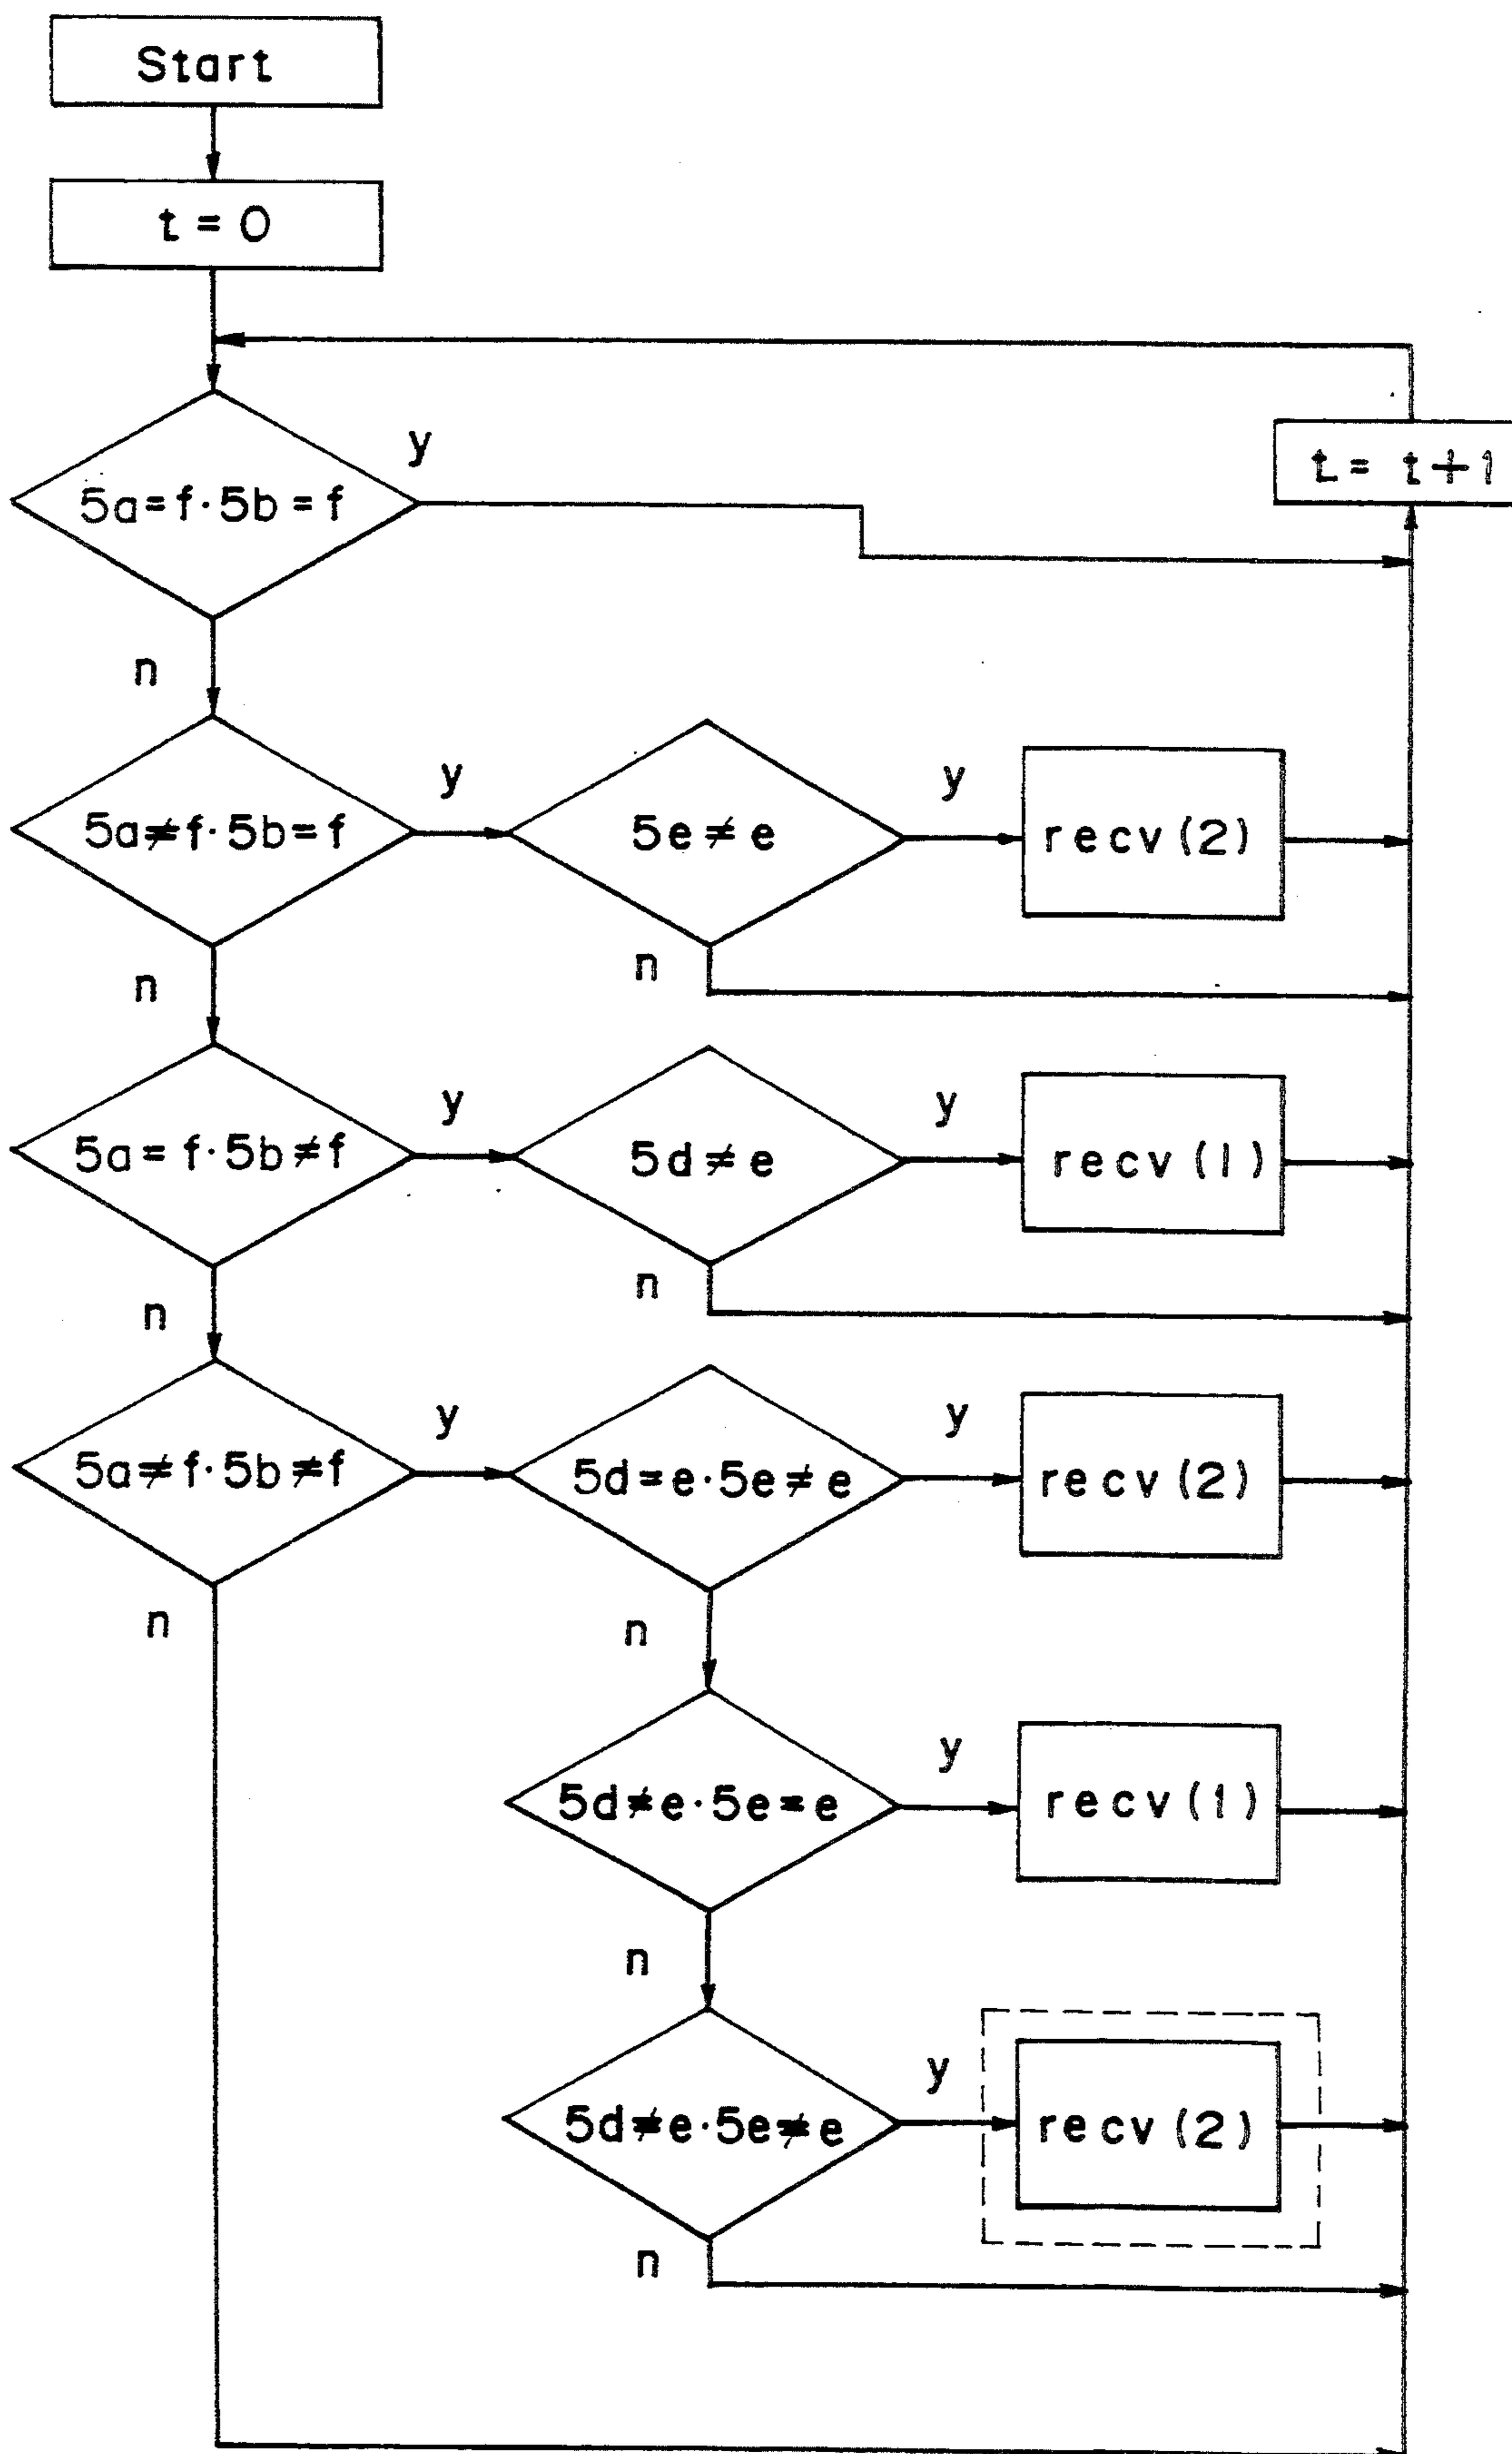 Start
t = 0
y
5a=f·5b=f
t = t+1
n
y
y
5a≠f·5b=f
5e≠e
recv(2)
n
n
y
y
5a=f·5b≠f
5d≠e
recv(1)
n
n
y
y
5a≠f·5b≠f
5d=e·5e≠e
recv(2)
n
n
y
5d≠e·5e=e
recv(1)
n
y
5d≠e·5e≠e
recv(2)
n